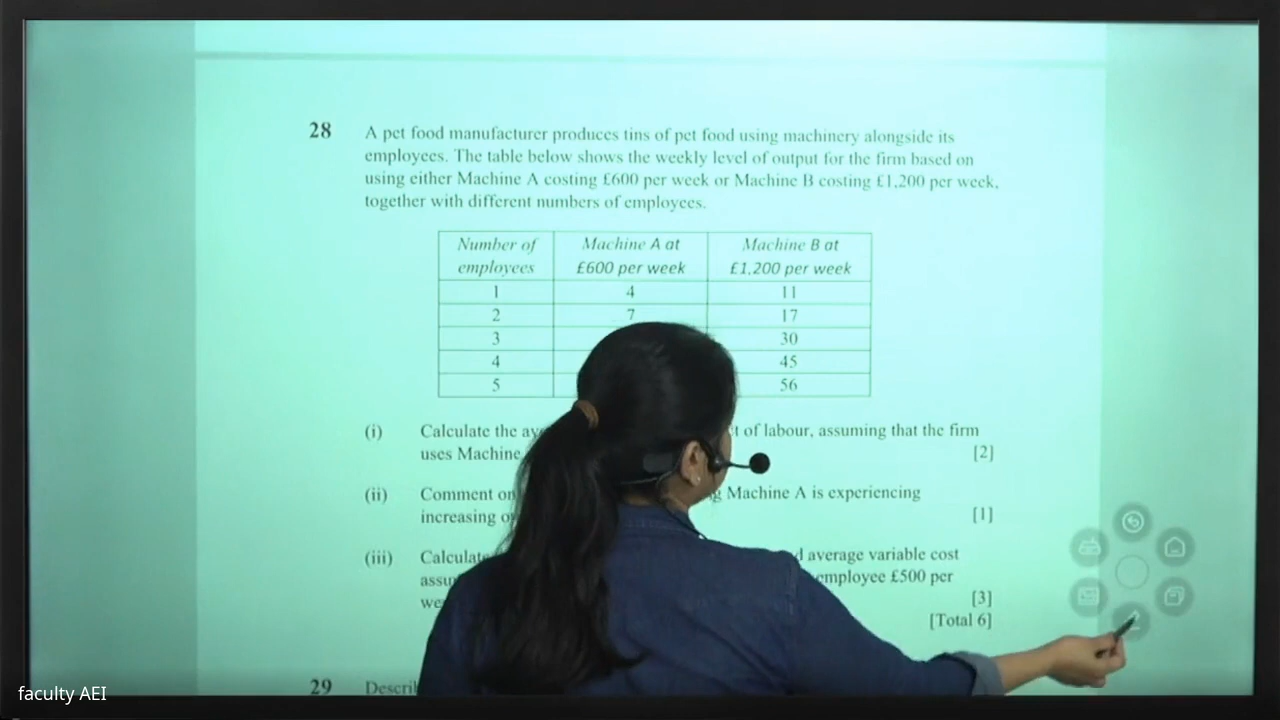 28 A pet food manufacturer produces tins of pet food using machinery alongside its
employees. The table below shows the weekly level of output for the firm based on
using either Machine A costing £600 per week or Machine B costing £1,200 per week,
together with different numbers of employees.
Number of employees Machine A at £600 per week Machine B at £1,200 per week
1 4 11
2 7 17
3 30
4 45
5 56
(i) Calculate the of labour, assuming that the firm
uses Machine [2]
(ii) Comment on Machine A is experiencing
increasing [1]
(iii) Calculate average variable cost
employee £500 per
[3]
[Total 6]
29
faculty AEI